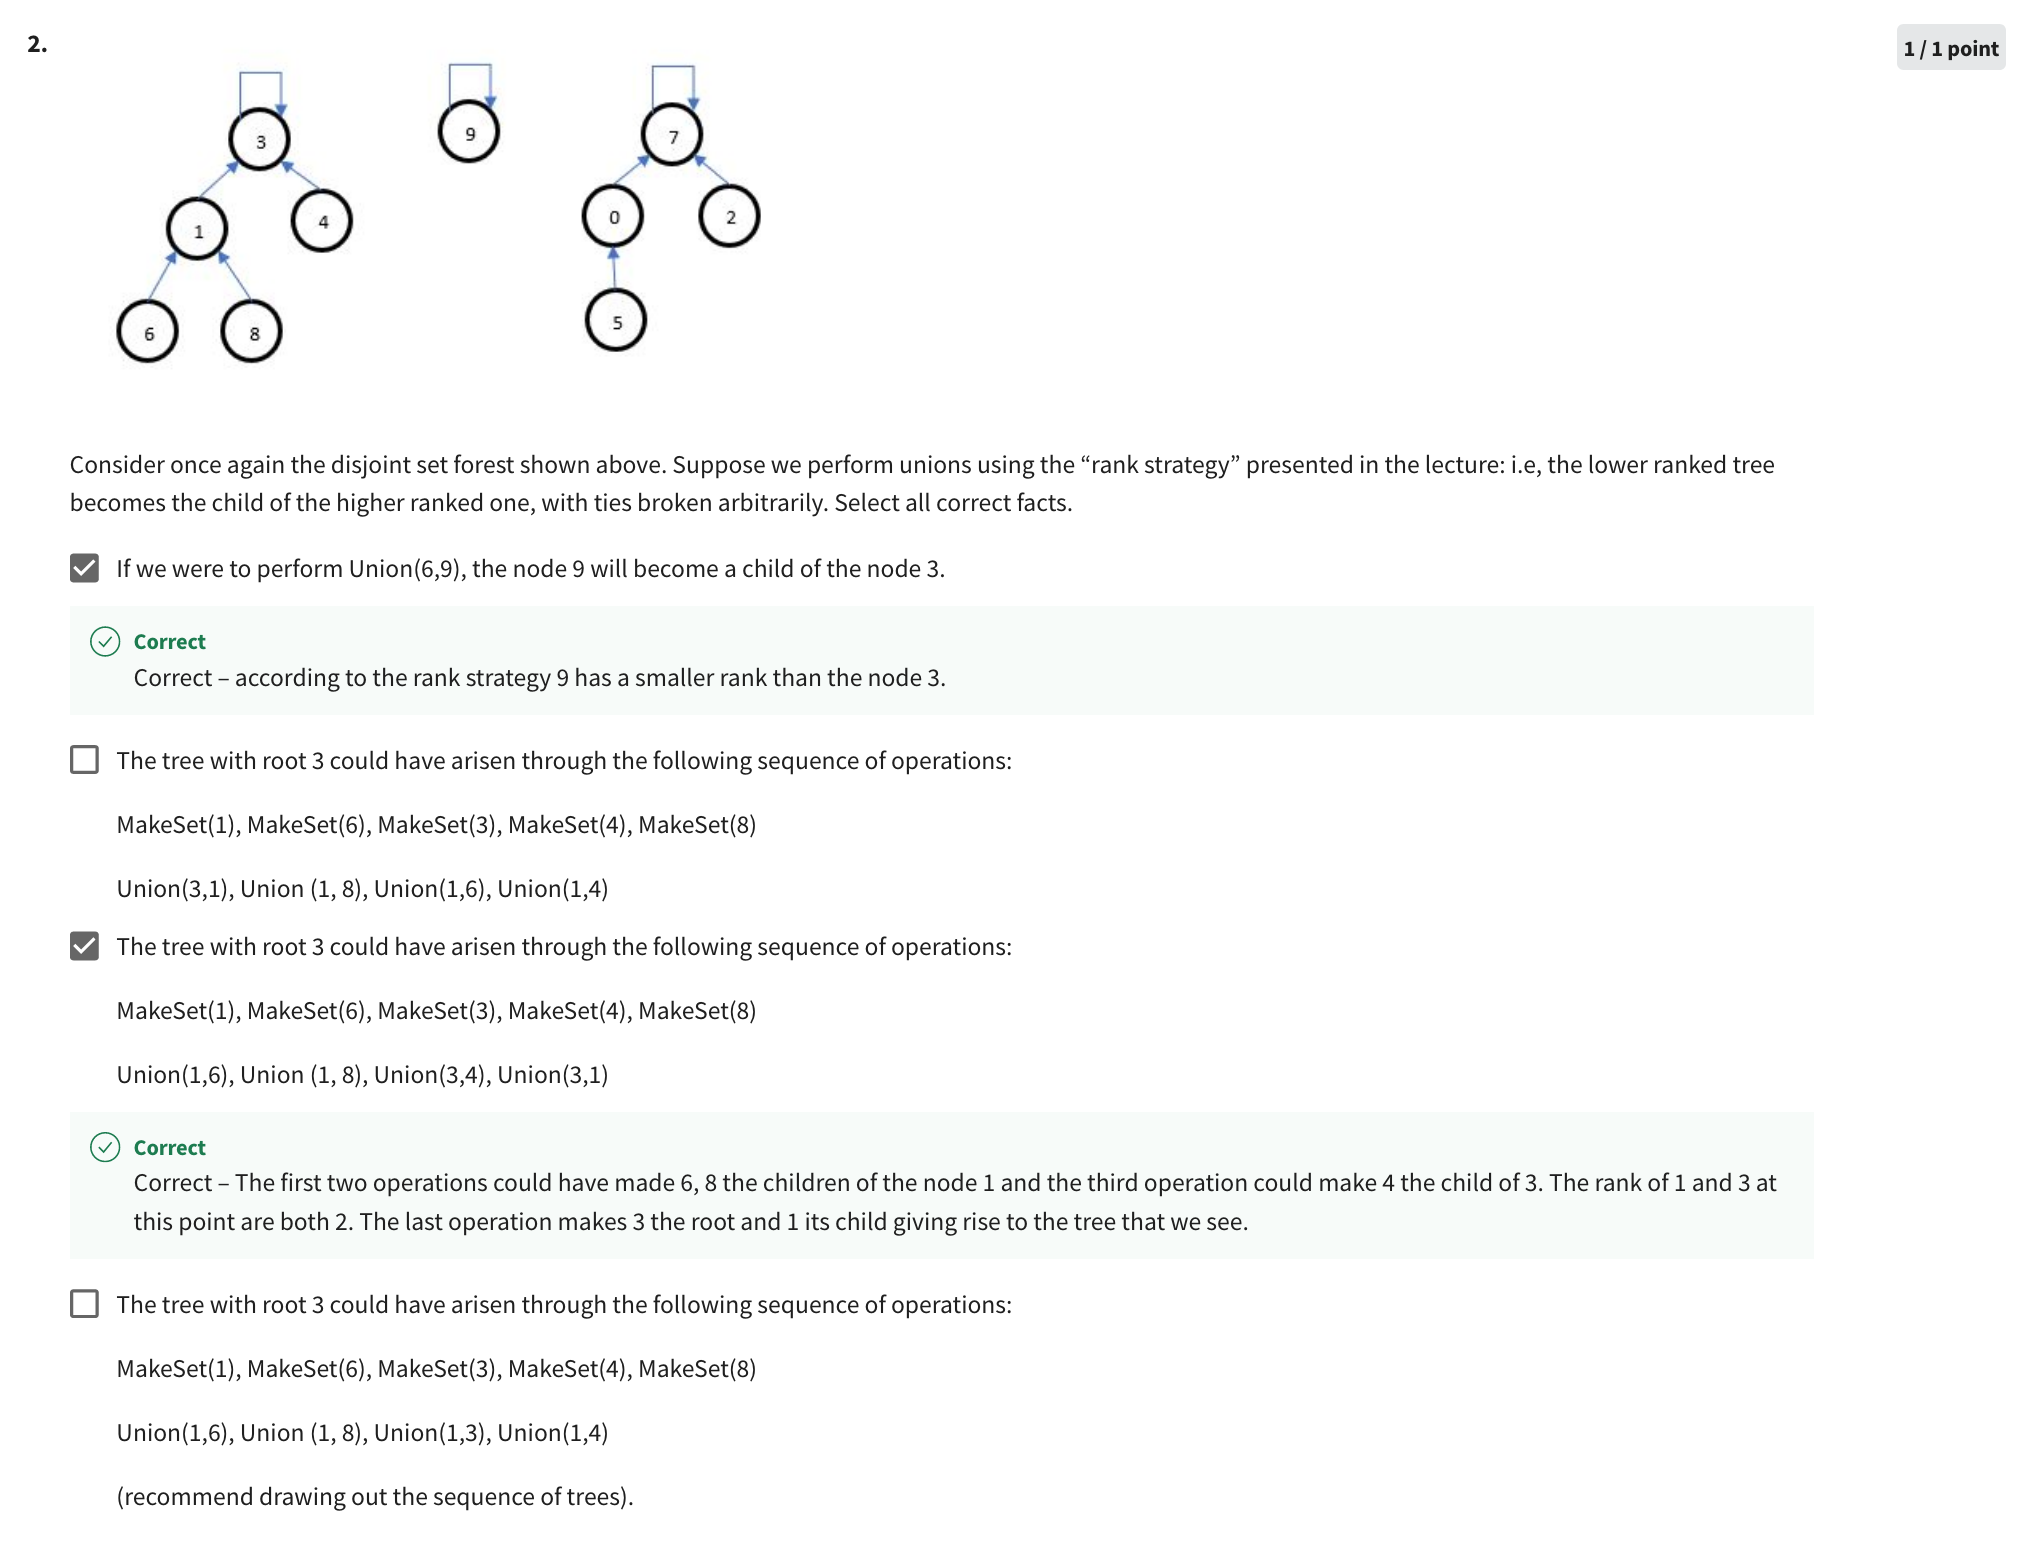 2.
1 / 1 point
3
9
7
1
4
0
2
6
8
5
Consider once again the disjoint set forest shown above. Suppose we perform unions using the “rank strategy” presented in the lecture: i.e, the lower ranked tree
becomes the child of the higher ranked one, with ties broken arbitrarily. Select all correct facts.
If we were to perform Union(6,9), the node 9 will become a child of the node 3.
Correct
Correct – according to the rank strategy 9 has a smaller rank than the node 3.
The tree with root 3 could have arisen through the following sequence of operations:
MakeSet(1), MakeSet(6), MakeSet(3), MakeSet(4), MakeSet(8)
Union(3,1), Union (1, 8), Union(1,6), Union(1,4)
The tree with root 3 could have arisen through the following sequence of operations:
MakeSet(1), MakeSet(6), MakeSet(3), MakeSet(4), MakeSet(8)
Union(1,6), Union (1, 8), Union(3,4), Union(3,1)
Correct
Correct – The first two operations could have made 6, 8 the children of the node 1 and the third operation could make 4 the child of 3. The rank of 1 and 3 at
this point are both 2. The last operation makes 3 the root and 1 its child giving rise to the tree that we see.
The tree with root 3 could have arisen through the following sequence of operations:
MakeSet(1), MakeSet(6), MakeSet(3), MakeSet(4), MakeSet(8)
Union(1,6), Union (1, 8), Union(1,3), Union(1,4)
(recommend drawing out the sequence of trees).